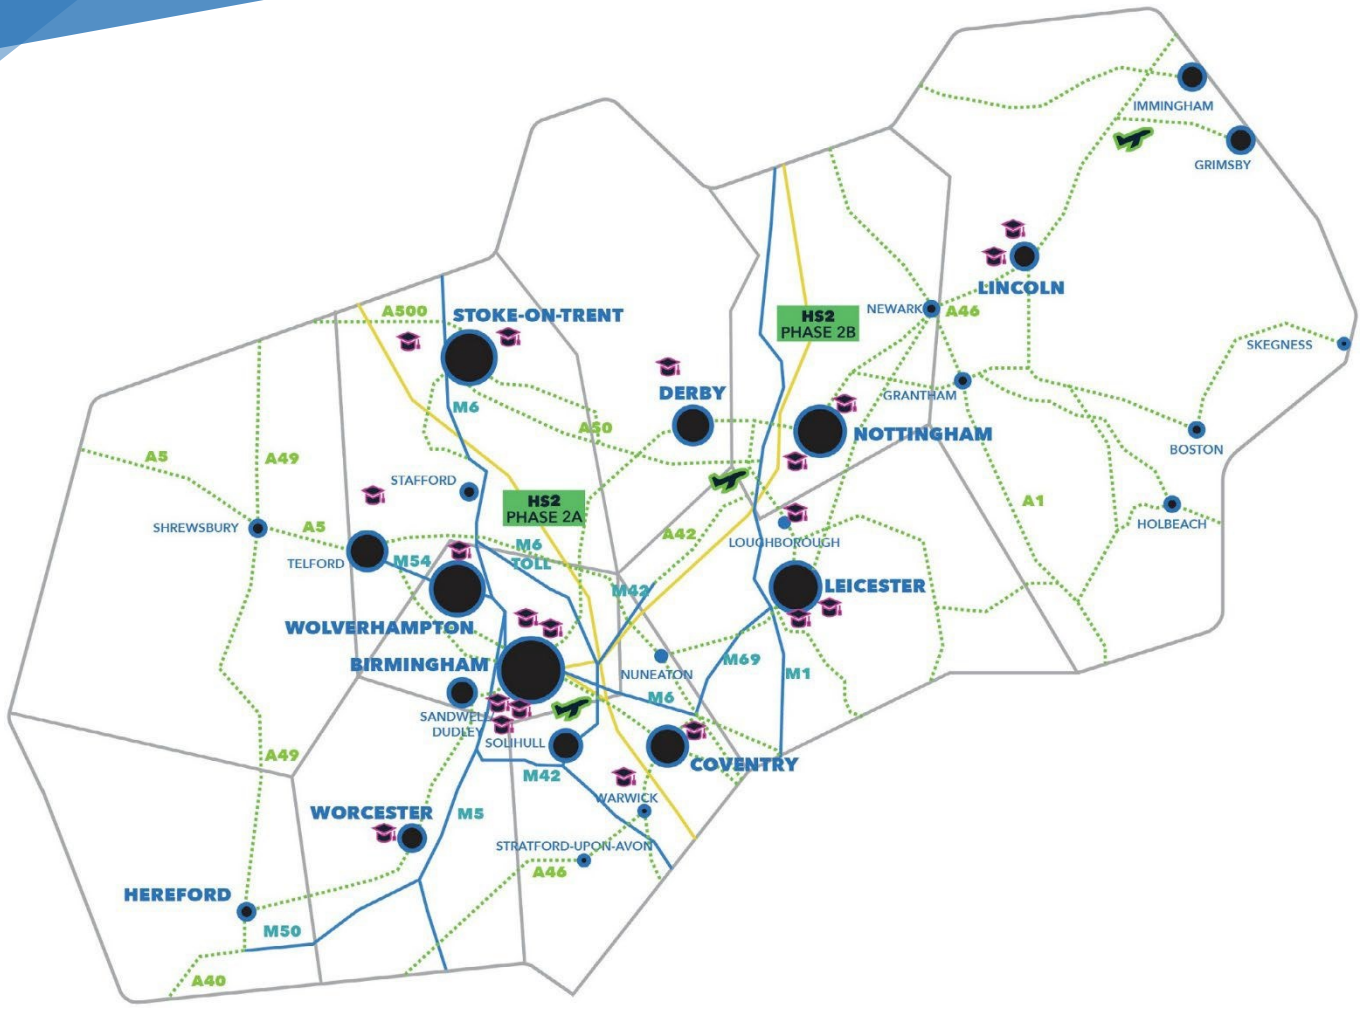 IMMINGHAM
GRIMSBY
LINCOLN
A500
STOKE-ON-TRENT
HS2
PHASE 2B
NEWARK
A46
SKEGNESS
DERBY
GRANTHAM
M6
A50
NOTTINGHAM
BOSTON
A5
A49
STAFFORD
HS2
PHASE 2A
A1
SHREWSBURY
A5
HOLBEACH
A42
LOUGHBOROUGH
TELFORD
M54
M6
TOLL
M42
LEICESTER
WOLVERHAMPTON
BIRMINGHAM
NUNEATON
M69
M1
M6
SANDWELL/
DUDLEY
SOLIHULL
A49
M42
COVENTRY
WARWICK
WORCESTER
M5
STRATFORD-UPON-AVON
A46
HEREFORD
M50
A40